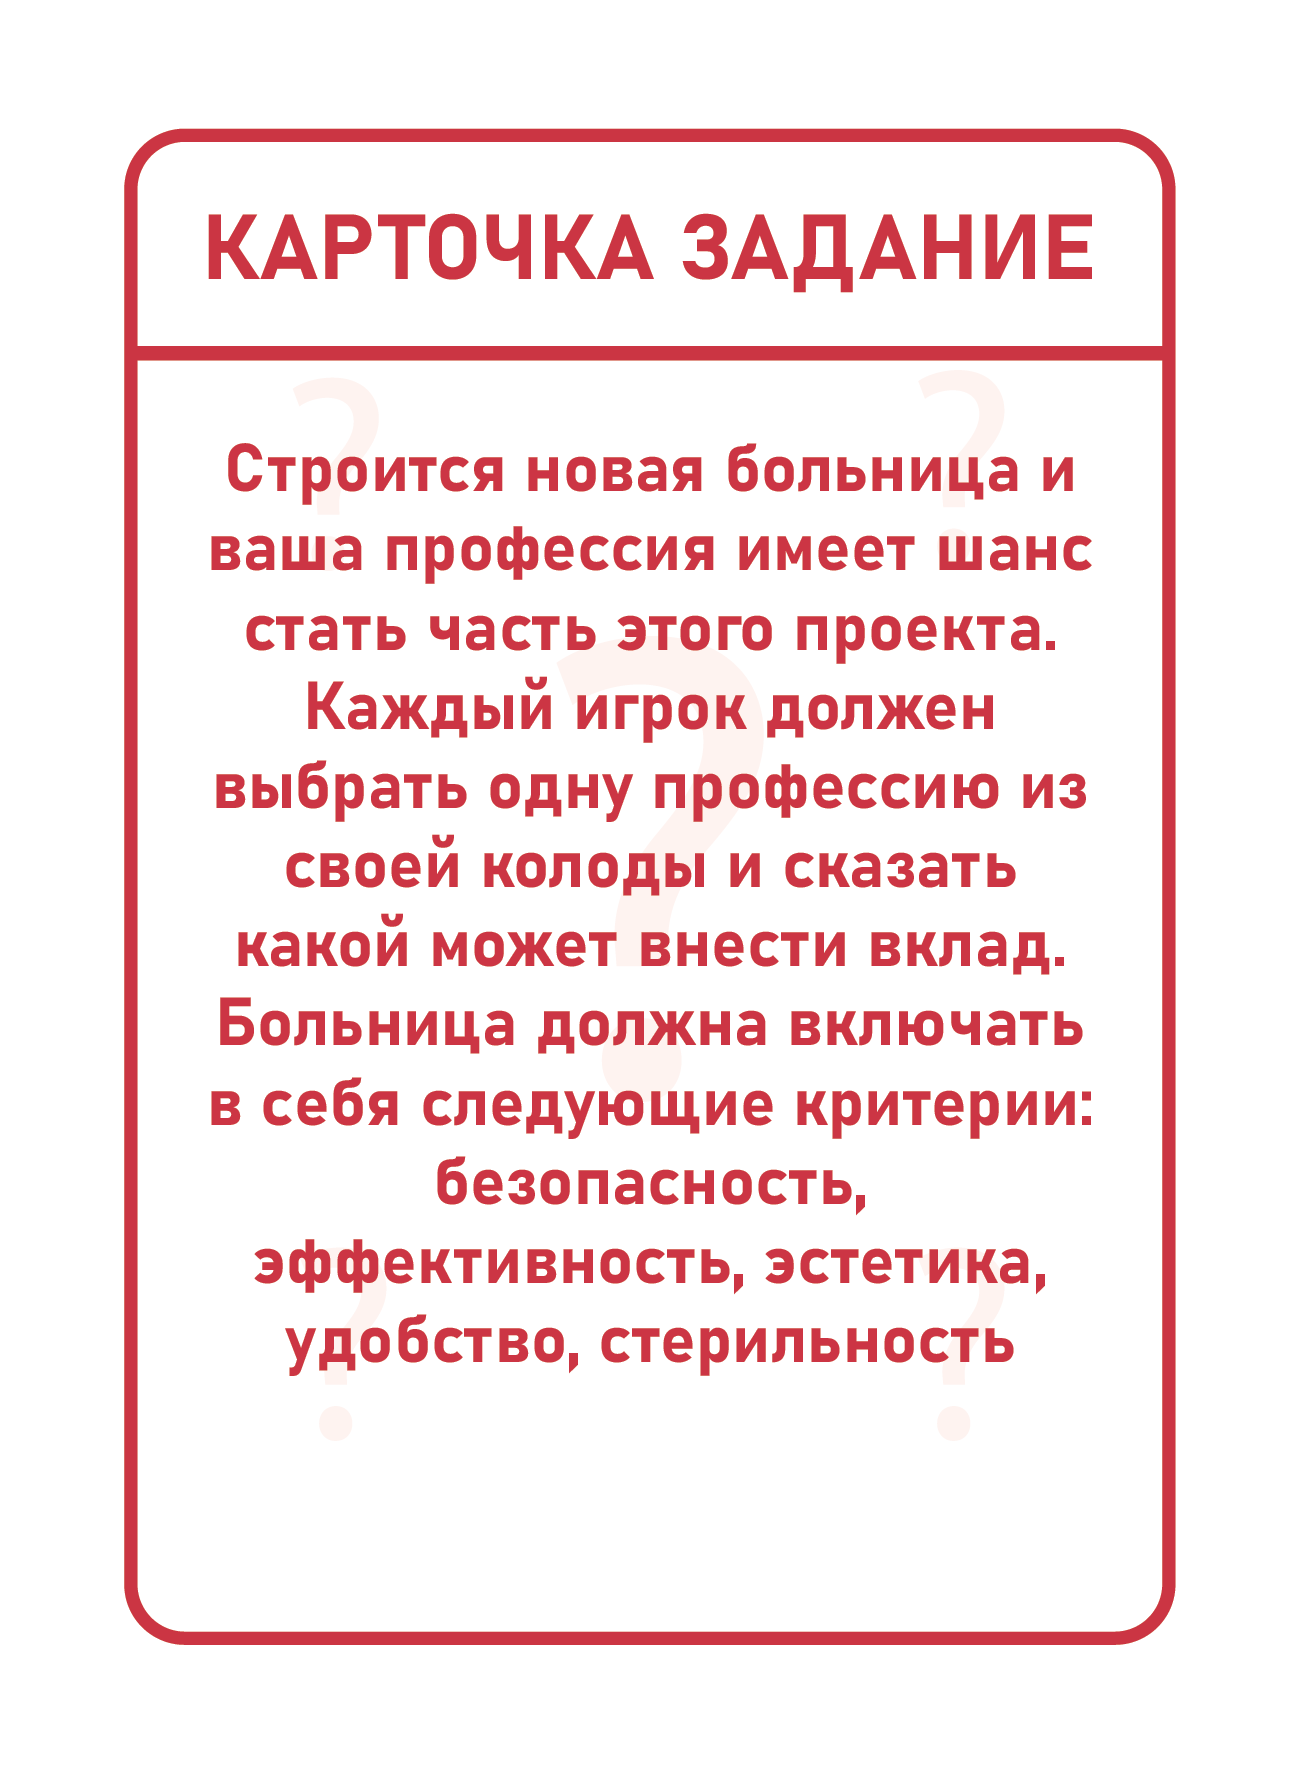 КАРТОЧКА ЗАДАНИЕ
Строится новая больница и
ваша профессия имеет шанс
стать часть этого проекта.
Каждый игрок должен
выбрать одну профессию из
своей колоды и сказать
какой может внести вклад.
Больница должна включать
в себя следующие критерии:
безопасность,
эффективность, эстетика,
удобство, стерильность